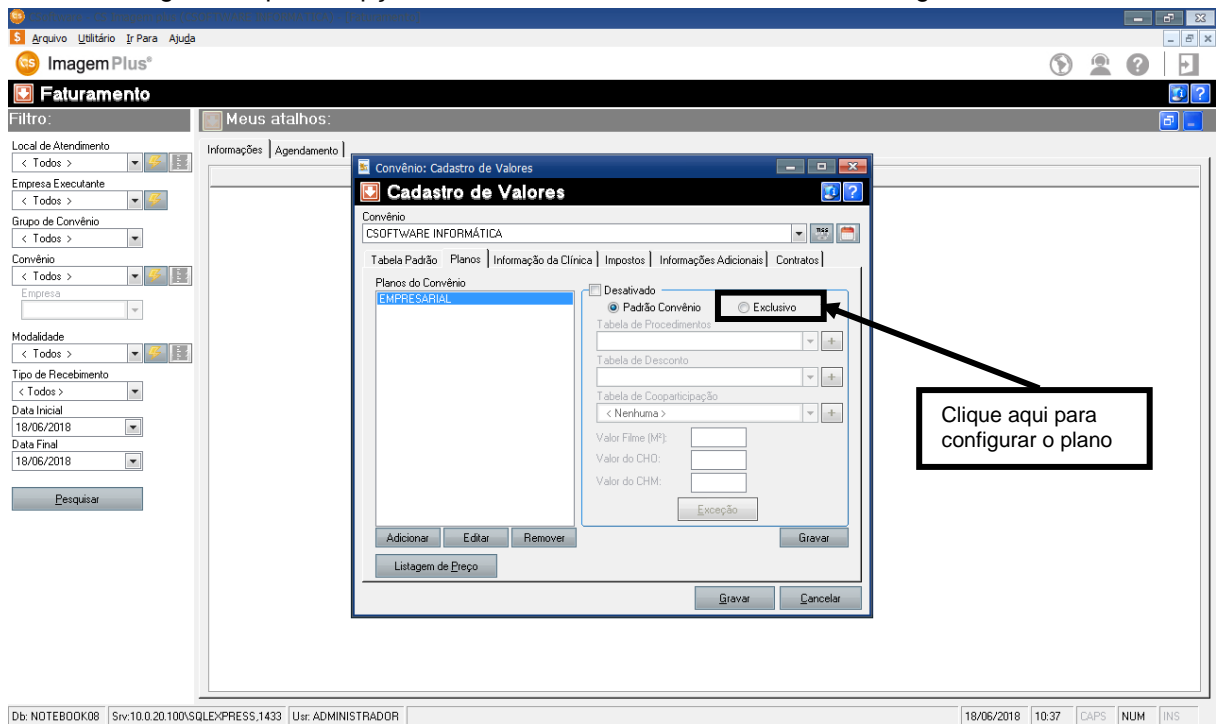 Arquivo Utilitário Ir Para Ajuda
ImagemPlus®
Faturamento
Filtro:
Meus atalhos:
Informações Agendamento
Local de Atendimento
< Todos >
Empresa Executante
< Todos >
Grupo de Convênio
< Todos >
Convênio
< Todos >
Empresa
Modalidade
< Todos >
Tipo de Recebimento
< Todos >
Data Inicial
18/06/2018
Data Final
18/06/2018
Pesquisar
Convênio: Cadastro de Valores
Cadastro de Valores
Convênio
CSOFTWARE INFORMÁTICA
Tabela Padrão Planos Informação da Clínica Impostos Informações Adicionais Contratos
Planos do Convênio
EMPRESARIAL
Desativado
Padrão Convênio Exclusivo
Tabela de Procedimentos
Tabela de Desconto
Tabela de Cooparticipação
< Nenhuma >
Valor Filme (M²):
Valor do CHO:
Valor do CHM:
Exceção
Adicionar Editar Remover
Gravar
Listagem de Preço
Gravar Cancelar
Clique aqui para
configurar o plano
Db: NOTEBOOK08 Srv:10.0.20.100\SQLEXPRESS,1433 Usr: ADMINISTRADOR 18/06/2018 10:37 CAPS NUM INS